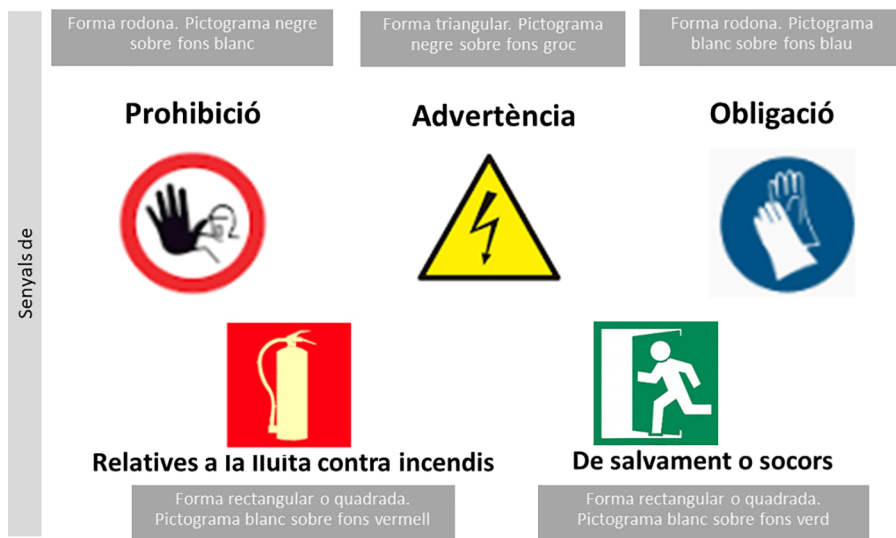 Forma rodona. Pictograma negre
sobre fons blanc
Forma triangular. Pictograma
negre sobre fons groc
Forma rodona. Pictograma
blanc sobre fons blau
Prohibició
Advertència
Obligació
Senyals de
Relatives a la lluita contra incendis
De salvament o socors
Forma rectangular o quadrada.
Pictograma blanc sobre fons vermell
Forma rectangular o quadrada.
Pictograma blanc sobre fons verd